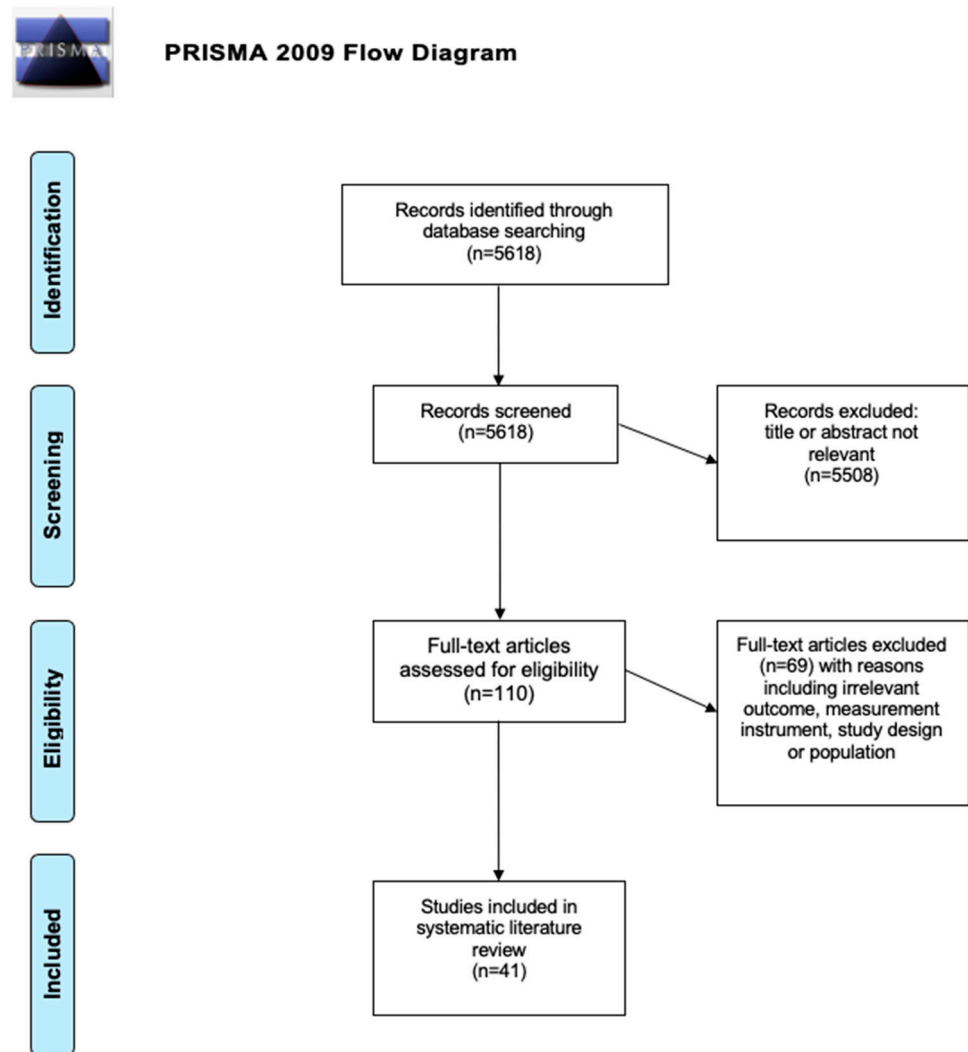 PRISMA
PRISMA 2009 Flow Diagram
Identification
Records identified through
database searching
(n=5618)
Screening
Records screened
(n=5618)
Records excluded:
title or abstract not
relevant
(n=5508)
Eligibility
Full-text articles
assessed for eligibility
(n=110)
Full-text articles excluded
(n=69) with reasons
including irrelevant
outcome, measurement
instrument, study design
or population
Included
Studies included in
systematic literature
review
(n=41)